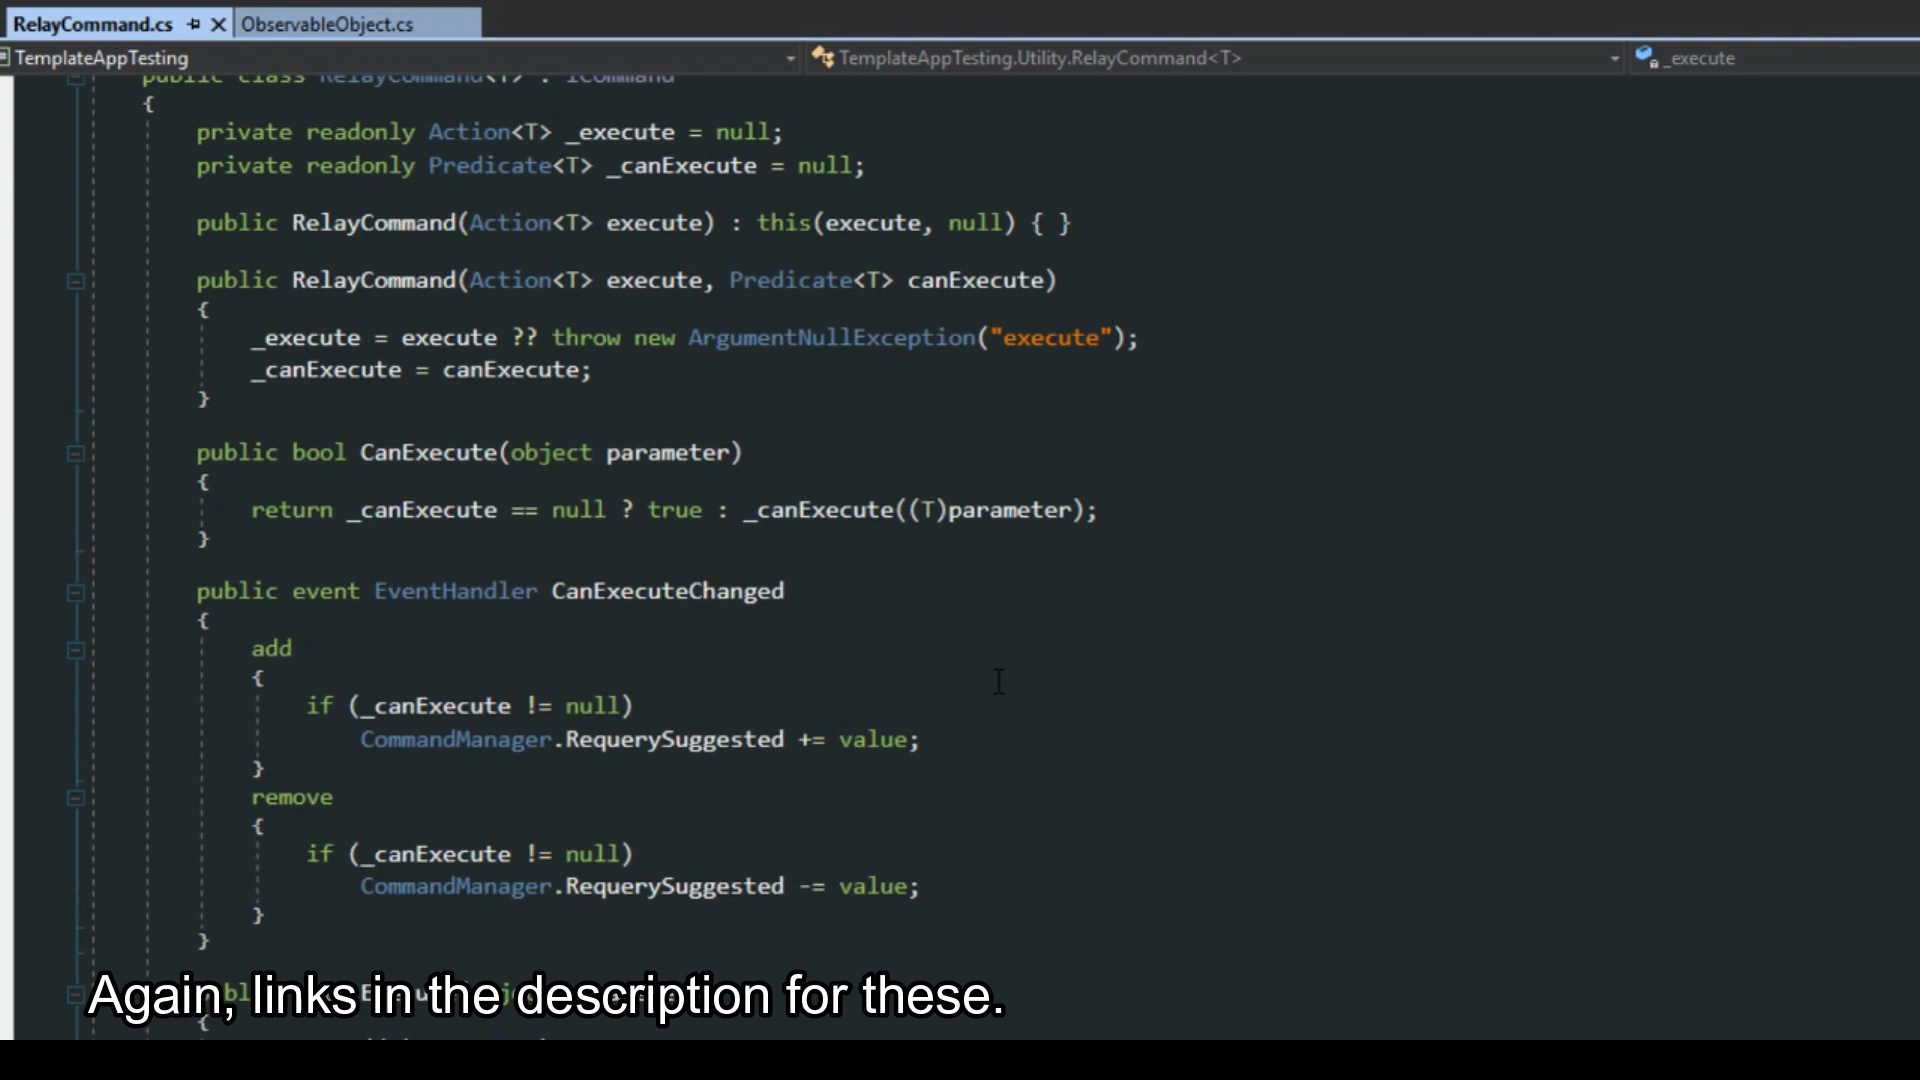 RelayCommand.cs ObservableObject.cs
TemplateAppTesting TemplateAppTesting.Utility.RelayCommand<T> _execute
public class RelayCommand<T> : ICommand
{
private readonly Action<T> _execute = null;
private readonly Predicate<T> _canExecute = null;
public RelayCommand(Action<T> execute) : this(execute, null) { }
public RelayCommand(Action<T> execute, Predicate<T> canExecute)
{
_execute = execute ?? throw new ArgumentNullException("execute");
_canExecute = canExecute;
}
public bool CanExecute(object parameter)
{
return _canExecute == null ? true : _canExecute((T)parameter);
}
public event EventHandler CanExecuteChanged
{
add
{
if (_canExecute != null)
CommandManager.RequerySuggested += value;
}
remove
{
if (_canExecute != null)
CommandManager.RequerySuggested -= value;
}
}
Again, links in the description for these.
{